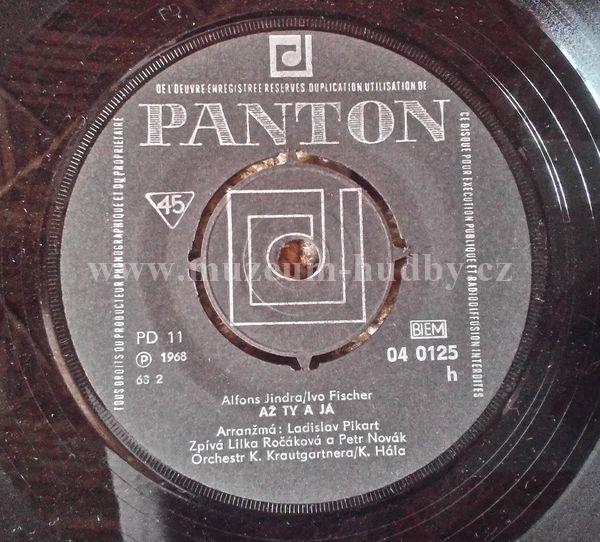 DE L'OEUVRE ENREGISTREE RESERVES DUPLICATION UTILISATION DE
PANTON
TOUS DROITS DU PRODUCTEUR PHONOGRAPHIQUE ET DU PROPRIETAIRE
CE DISQUE POUR EXECUTION PUBLIQUE ET RADIODIFFUSION INTERDITES
45
www.muzeum-hudby.cz
PD 11
BIEM
℗ 1968
04 0125
63 2
h
Alfons Jindra/Ivo Fischer
AŽ TY A JÁ
Arranžmá: Ladislav Pikart
Zpívá Lilka Ročáková a Petr Novák
Orchestr K. Krautgartnera/K. Hála